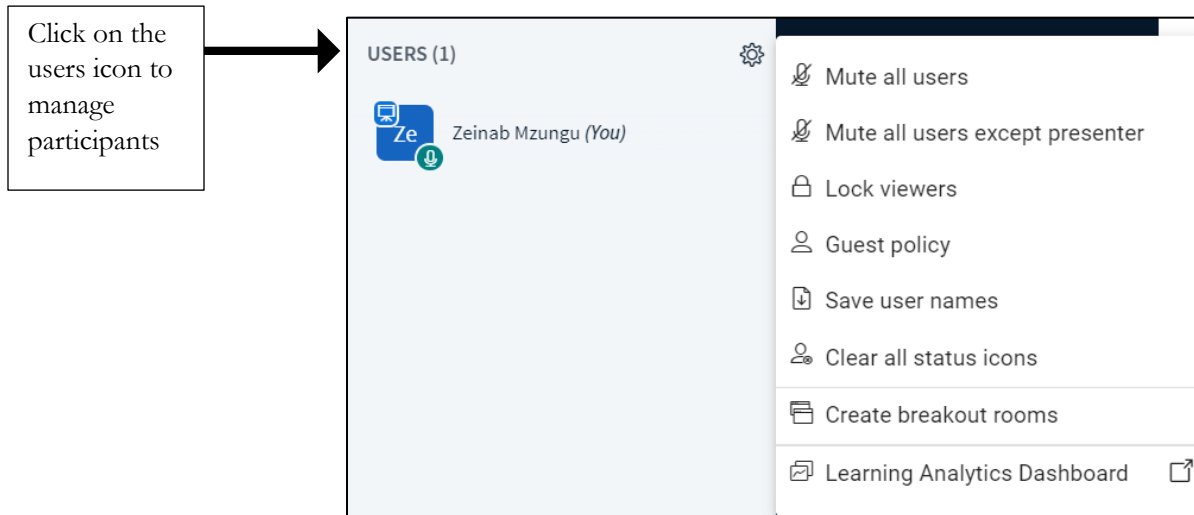 Click on the
users icon to
manage
participants
USERS (1)
Ze
Zeinab Mzungu (You)
Mute all users
Mute all users except presenter
Lock viewers
Guest policy
Save user names
Clear all status icons
Create breakout rooms
Learning Analytics Dashboard